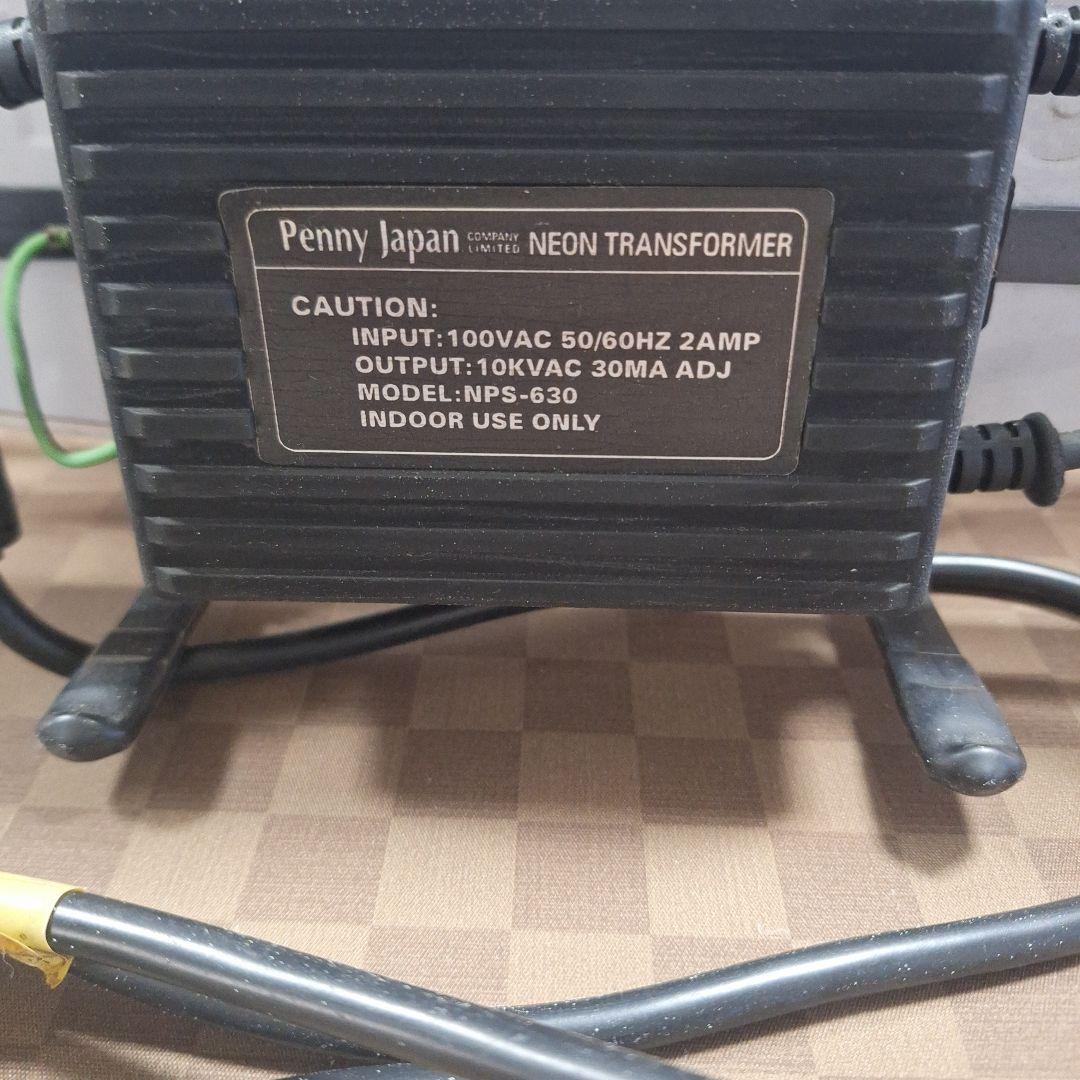 Penny Japan COMPANY LIMITED NEON TRANSFORMER
CAUTION:
INPUT:100VAC 50/60HZ 2AMP
OUTPUT:10KVAC 30MA ADJ
MODEL:NPS-630
INDOOR USE ONLY